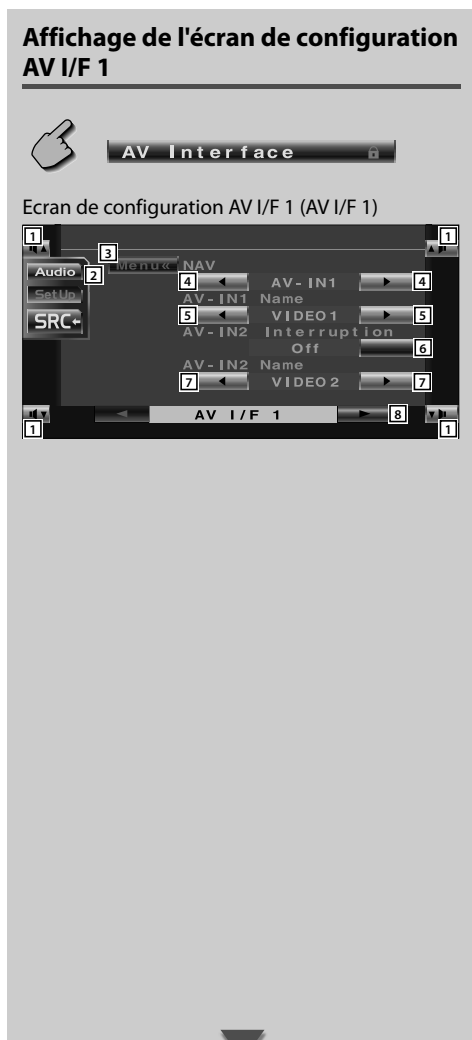 Affichage de l'écran de configuration
AV I/F 1
AV Interface
Ecran de configuration AV I/F 1 (AV I/F 1)
1 1
3
Audio 2 Menu« NAV
4 AV-IN1 4
SetUp AV-IN1 Name
SRC 5 VIDEO1 5
AV-IN2 Interruption
Off 6
AV-IN2 Name
7 VIDEO2 7
AV I/F 1 8
1 1